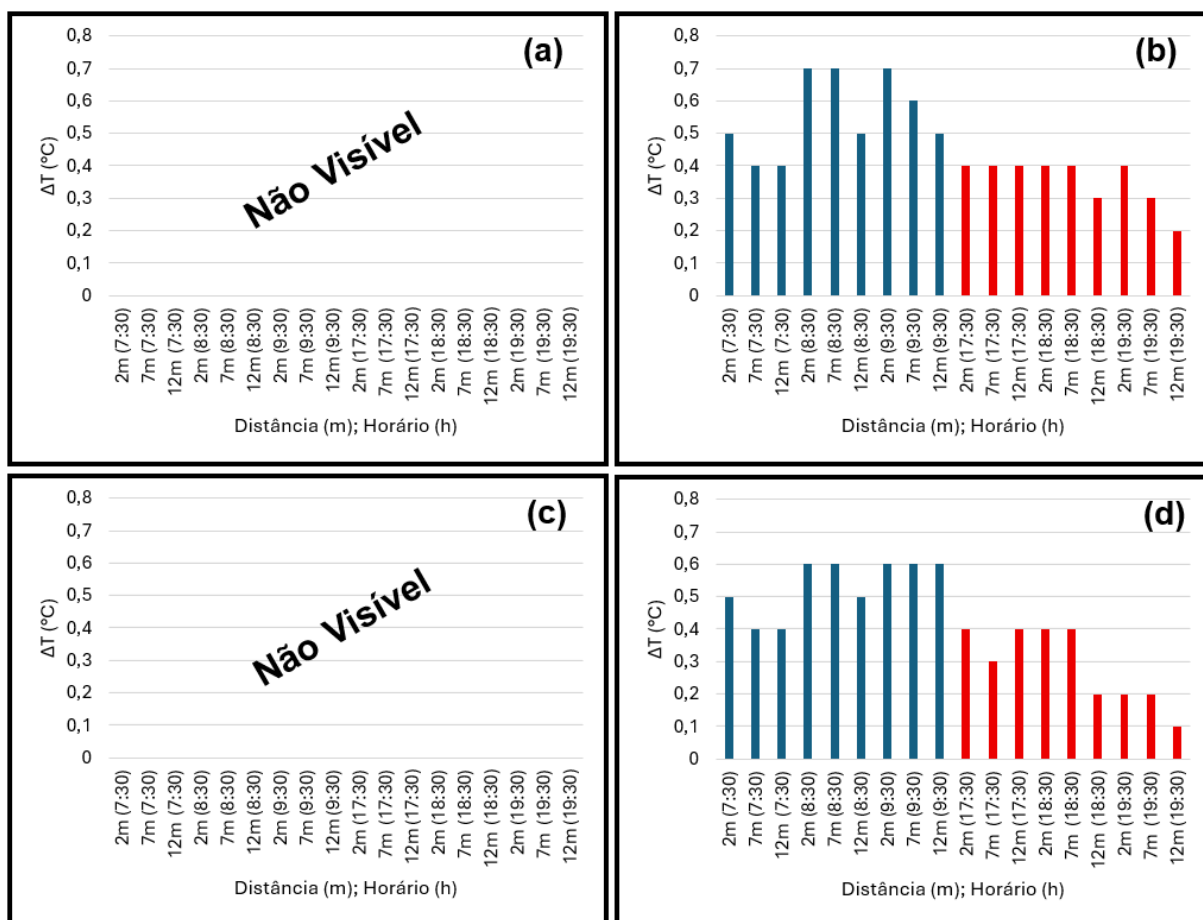 (a)
0,8
0,7
0,6
0,5
0,4
0,3
0,2
0,1
0
ΔT (°C)
Não Visível
2m (7:30)
7m (7:30)
12m (7:30)
2m (8:30)
7m (8:30)
12m (8:30)
2m (9:30)
7m (9:30)
12m (9:30)
2m (17:30)
7m (17:30)
12m (17:30)
2m (18:30)
7m (18:30)
12m (18:30)
2m (19:30)
7m (19:30)
12m (19:30)
Distância (m); Horário (h)
(b)
0,8
0,7
0,6
0,5
0,4
0,3
0,2
0,1
0
ΔT (°C)
2m (7:30)
7m (7:30)
12m (7:30)
2m (8:30)
7m (8:30)
12m (8:30)
2m (9:30)
7m (9:30)
12m (9:30)
2m (17:30)
7m (17:30)
12m (17:30)
2m (18:30)
7m (18:30)
12m (18:30)
2m (19:30)
7m (19:30)
12m (19:30)
Distância (m); Horário (h)
(c)
0,8
0,7
0,6
0,5
0,4
0,3
0,2
0,1
0
ΔT (°C)
Não Visível
2m (7:30)
7m (7:30)
12m (7:30)
2m (8:30)
7m (8:30)
12m (8:30)
2m (9:30)
7m (9:30)
12m (9:30)
2m (17:30)
7m (17:30)
12m (17:30)
2m (18:30)
7m (18:30)
12m (18:30)
2m (19:30)
7m (19:30)
12m (19:30)
Distância (m); Horário (h)
(d)
0,8
0,7
0,6
0,5
0,4
0,3
0,2
0,1
0
ΔT (°C)
2m (7:30)
7m (7:30)
12m (7:30)
2m (8:30)
7m (8:30)
12m (8:30)
2m (9:30)
7m (9:30)
12m (9:30)
2m (17:30)
7m (17:30)
12m (17:30)
2m (18:30)
7m (18:30)
12m (18:30)
2m (19:30)
7m (19:30)
12m (19:30)
Distância (m); Horário (h)